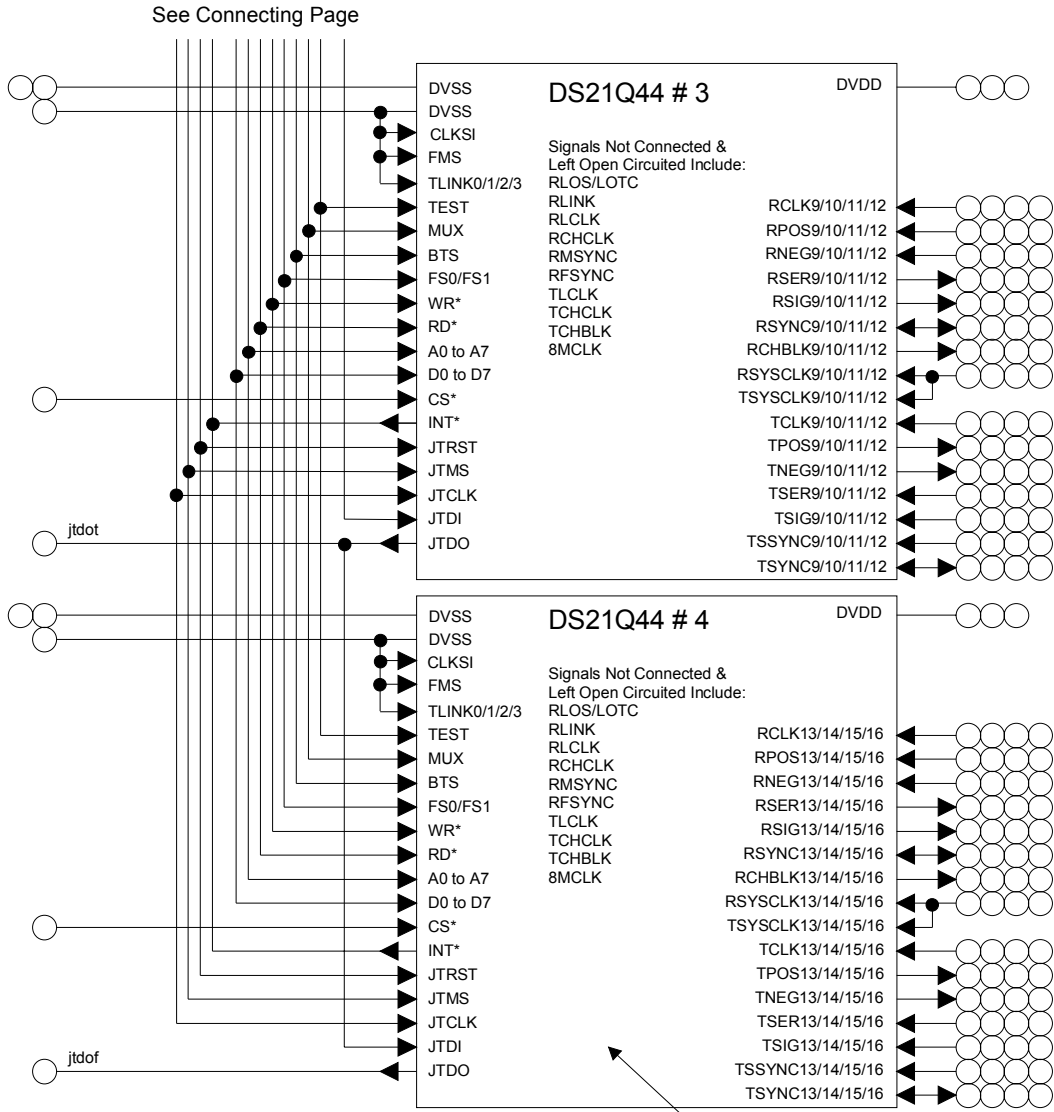 See Connecting Page
DS21Q44 # 3
DVSS
DVSS
CLKSI
FMS
TLINK0/1/2/3
TEST
MUX
BTS
FS0/FS1
WR*
RD*
A0 to A7
D0 to D7
CS*
INT*
JTRST
JTMS
JTCLK
JTDI
JTDO
jtdot
Signals Not Connected &
Left Open Circuited Include:
RLOS/LOTC
RLINK
RLCLK
RCHCLK
RMSYNC
RFSYNC
TLCLK
TCHCLK
TCHBLK
8MCLK
DVDD
RCLK9/10/11/12
RPOS9/10/11/12
RNEG9/10/11/12
RSER9/10/11/12
RSIG9/10/11/12
RSYNC9/10/11/12
RCHBLK9/10/11/12
RSYSCLK9/10/11/12
TSYSCLK9/10/11/12
TCLK9/10/11/12
TPOS9/10/11/12
TNEG9/10/11/12
TSER9/10/11/12
TSIG9/10/11/12
TSSYNC9/10/11/12
TSYNC9/10/11/12
DS21Q44 # 4
DVSS
DVSS
CLKSI
FMS
TLINK0/1/2/3
TEST
MUX
BTS
FS0/FS1
WR*
RD*
A0 to A7
D0 to D7
CS*
INT*
JTRST
JTMS
JTCLK
JTDI
JTDO
jtdof
Signals Not Connected &
Left Open Circuited Include:
RLOS/LOTC
RLINK
RLCLK
RCHCLK
RMSYNC
RFSYNC
TLCLK
TCHCLK
TCHBLK
8MCLK
DVDD
RCLK13/14/15/16
RPOS13/14/15/16
RNEG13/14/15/16
RSER13/14/15/16
RSIG13/14/15/16
RSYNC13/14/15/16
RCHBLK13/14/15/16
RSYSCLK13/14/15/16
TSYSCLK13/14/15/16
TCLK13/14/15/16
TPOS13/14/15/16
TNEG13/14/15/16
TSER13/14/15/16
TSIG13/14/15/16
TSSYNC13/14/15/16
TSYNC13/14/15/16